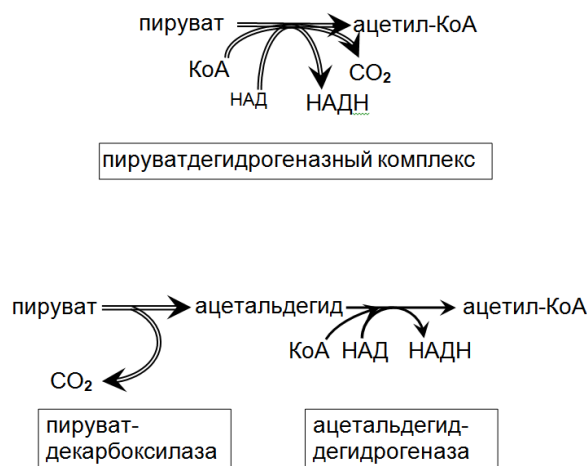 пируват ацетил-КоА
КоА CO₂
НАД НАДН
пируватдегидрогеназный комплекс
пируват ацетальдегид ацетил-КоА
КоА НАД НАДН
CO₂
пируват-
декарбоксилаза
ацетальдегид-
дегидрогеназа